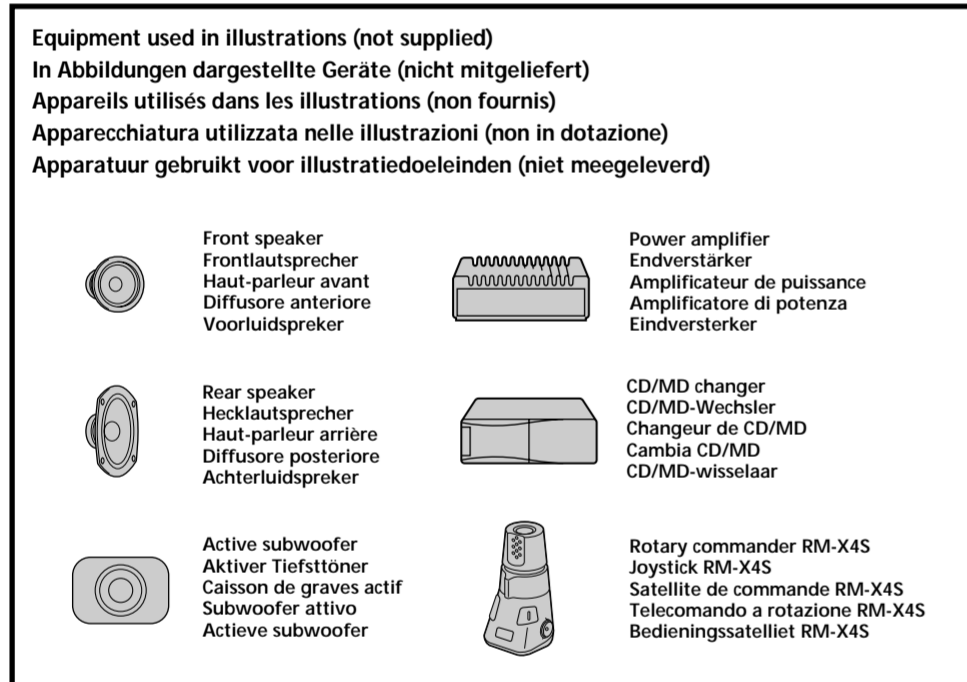 Equipment used in illustrations (not supplied)
In Abbildungen dargestellte Geräte (nicht mitgeliefert)
Appareils utilisés dans les illustrations (non fournis)
Apparecchiatura utilizzata nelle illustrazioni (non in dotazione)
Apparatuur gebruikt voor illustratiedoeleinden (niet meegeleverd)
Front speaker
Frontlautsprecher
Haut-parleur avant
Diffusore anteriore
Voorluidspreker
Power amplifier
Endverstärker
Amplificateur de puissance
Amplificatore di potenza
Eindversterker
Rear speaker
Hecklautsprecher
Haut-parleur arrière
Diffusore posteriore
Achterluidspreker
CD/MD changer
CD/MD-Wechsler
Changeur de CD/MD
Cambia CD/MD
CD/MD-wisselaar
Active subwoofer
Aktiver Tiefsttöner
Caisson de graves actif
Subwoofer attivo
Actieve subwoofer
Rotary commander RM-X4S
Joystick RM-X4S
Satellite de commande RM-X4S
Telecomando a rotazione RM-X4S
Bedieningssatelliet RM-X4S